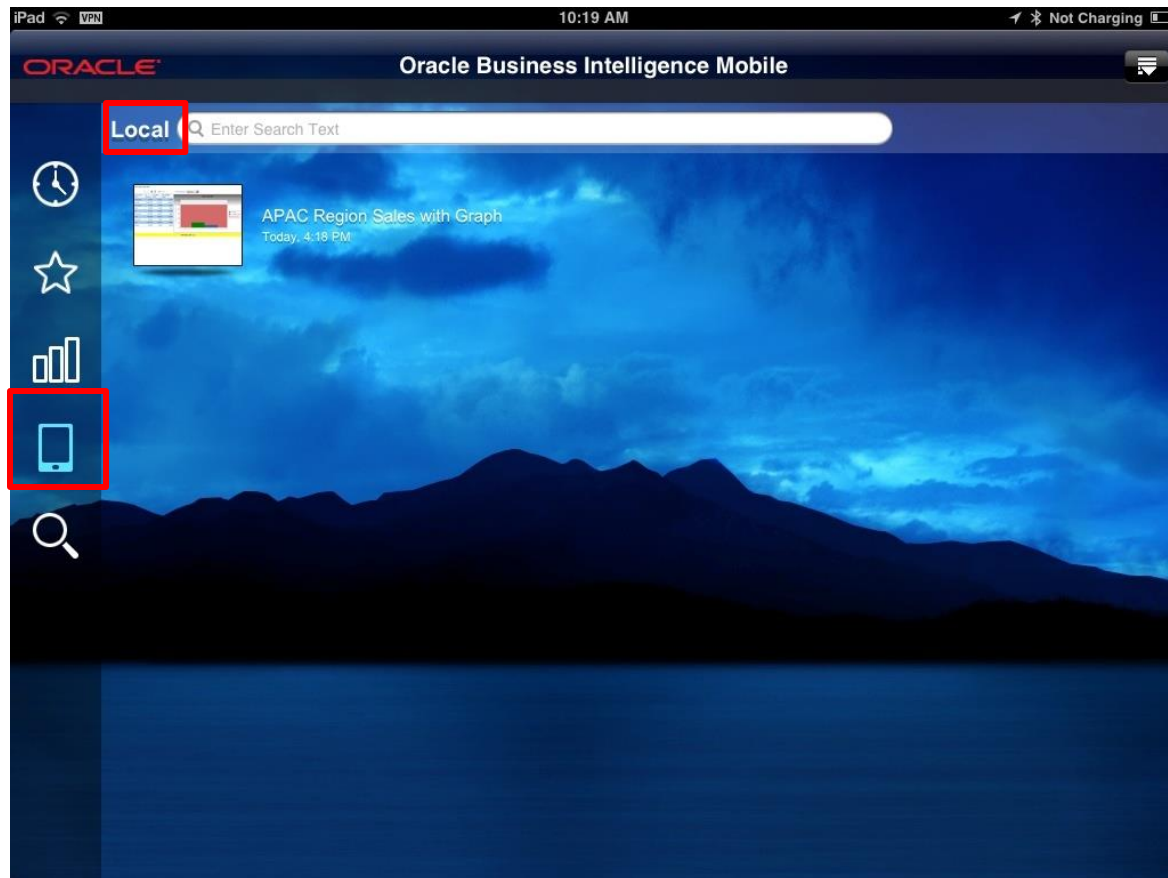 iPad VPN 10:19 AM Not Charging
ORACLE Oracle Business Intelligence Mobile
Local Enter Search Text
APAC Region Sales with Graph
Today, 4:18 PM